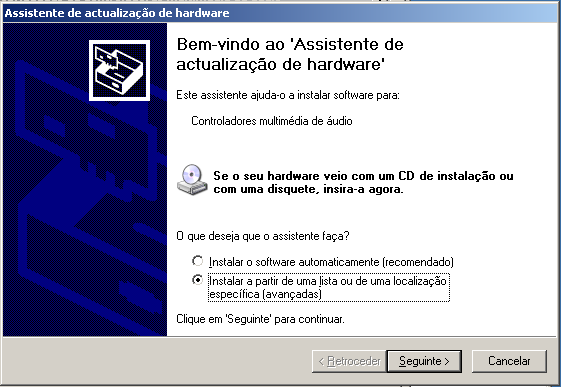 Assistente de actualização de hardware
Bem-vindo ao 'Assistente de
actualização de hardware'
Este assistente ajuda-o a instalar software para:
Controladores multimédia de áudio
Se o seu hardware veio com um CD de instalação ou
com uma disquete, insira-a agora.
O que deseja que o assistente faça?
Instalar o software automaticamente (recomendado)
Instalar a partir de uma lista ou de uma localização
específica (avançadas)
Clique em 'Seguinte' para continuar.
< Retroceder
Seguinte >
Cancelar